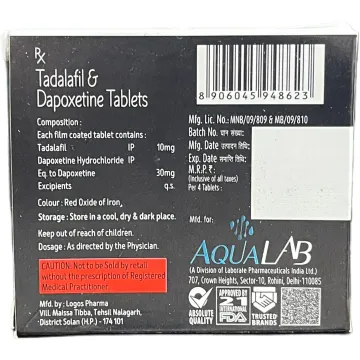 Rx
Tadalafil &
Dapoxetine Tablets
Composition :
Each film coated tablet contains :
Tadalafil IP 10mg
Dapoxetine Hydrochloride IP
Eq. to Dapoxetine 30mg
Excipients q.s.
Colour : Red Oxide of Iron.
Storage : Store in a cool, dry & dark place.
Keep out of reach of children.
Dosage : As directed by the Physician.
CAUTION: Not to be Sold by retail
without the prescription of Registered
Medical Practitioner.
Mfd. by : Logos Pharma
Vill. Maissa Tibba, Tehsil Nalagarh,
District Solan (H.P.) - 174 101
8 906045 948623
Mfg. Lic. No.: MNB/09/809 & MB/09/810
Batch No. खेप संख्या:
Mfg. Date उत्पादन तिथि:
Exp. Date समाप्ति तिथि:
M.R.P. ₹:
(Inclusive of all taxes)
Per 4 Tablets :
Mfd. for:
AQUALAB
(A Division of Laborate Pharmaceuticals India Ltd.)
707, Crown Heights, Sector-10, Rohini, Delhi-110085
ABSOLUTE
QUALITY
APPROVED BY
21
INTERNATIONAL
FDA
TRUSTED
BRANDS